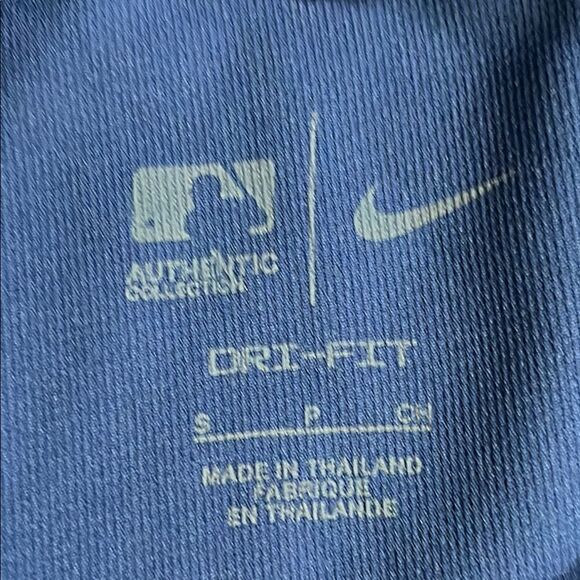 AUTHENTIC
COLLECTION
DRI-FIT
S P CH
MADE IN THAILAND
FABRIQUE
EN THAILANDE